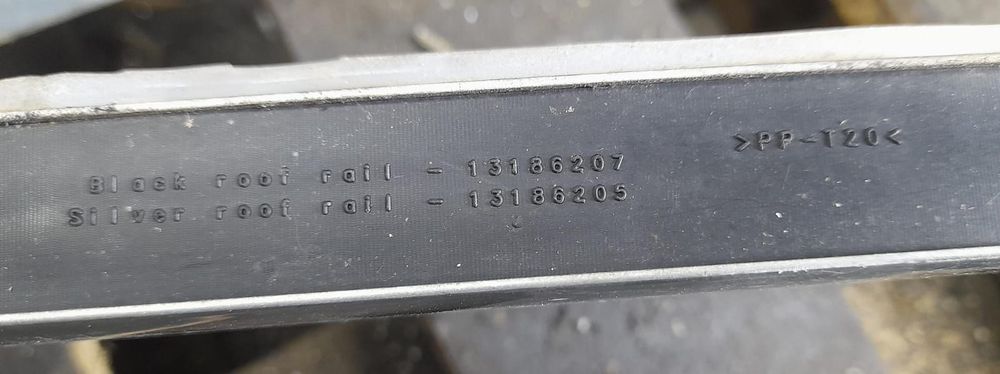 Black roof rail - 13186207
Silver roof rail - 13186205
>PP-T20<